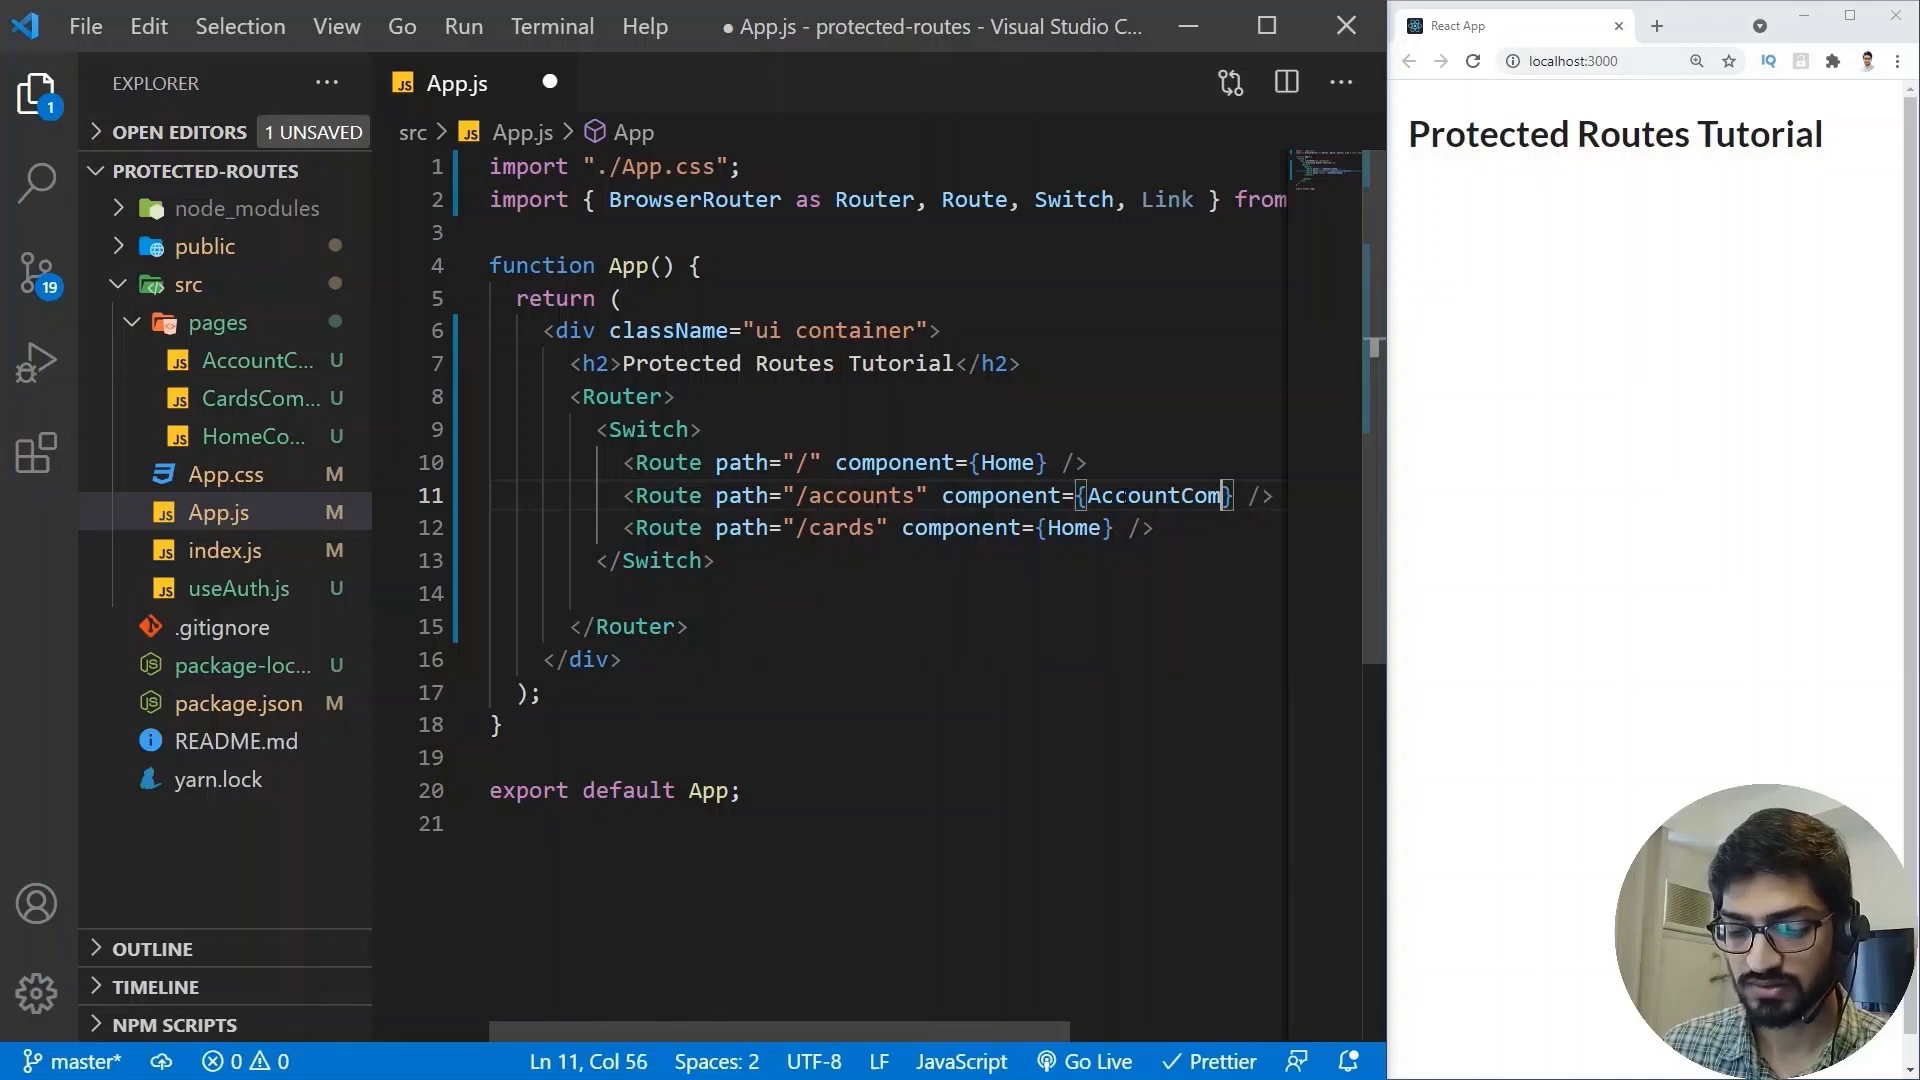 File Edit Selection View Go Run Terminal Help ● App.js - protected-routes - Visual Studio C...
EXPLORER
OPEN EDITORS 1 UNSAVED
PROTECTED-ROUTES
node_modules
public
src
pages
AccountC... U
CardsCom... U
HomeCo... U
App.css M
App.js M
index.js M
useAuth.js U
.gitignore
package-loc... U
package.json M
README.md
yarn.lock
OUTLINE
TIMELINE
NPM SCRIPTS
1
19
JS App.js
src > JS App.js > App
1 import "./App.css";
2 import { BrowserRouter as Router, Route, Switch, Link } from
3
4 function App() {
5 return (
6 <div className="ui container">
7 <h2>Protected Routes Tutorial</h2>
8 <Router>
9 <Switch>
10 <Route path="/" component={Home} />
11 <Route path="/accounts" component={AccountCom} />
12 <Route path="/cards" component={Home} />
13 </Switch>
14
15 </Router>
16 </div>
17 );
18 }
19
20 export default App;
21
master* 0 0 Ln 11, Col 56 Spaces: 2 UTF-8 LF JavaScript Go Live Prettier
React App
localhost:3000
IQ
Protected Routes Tutorial